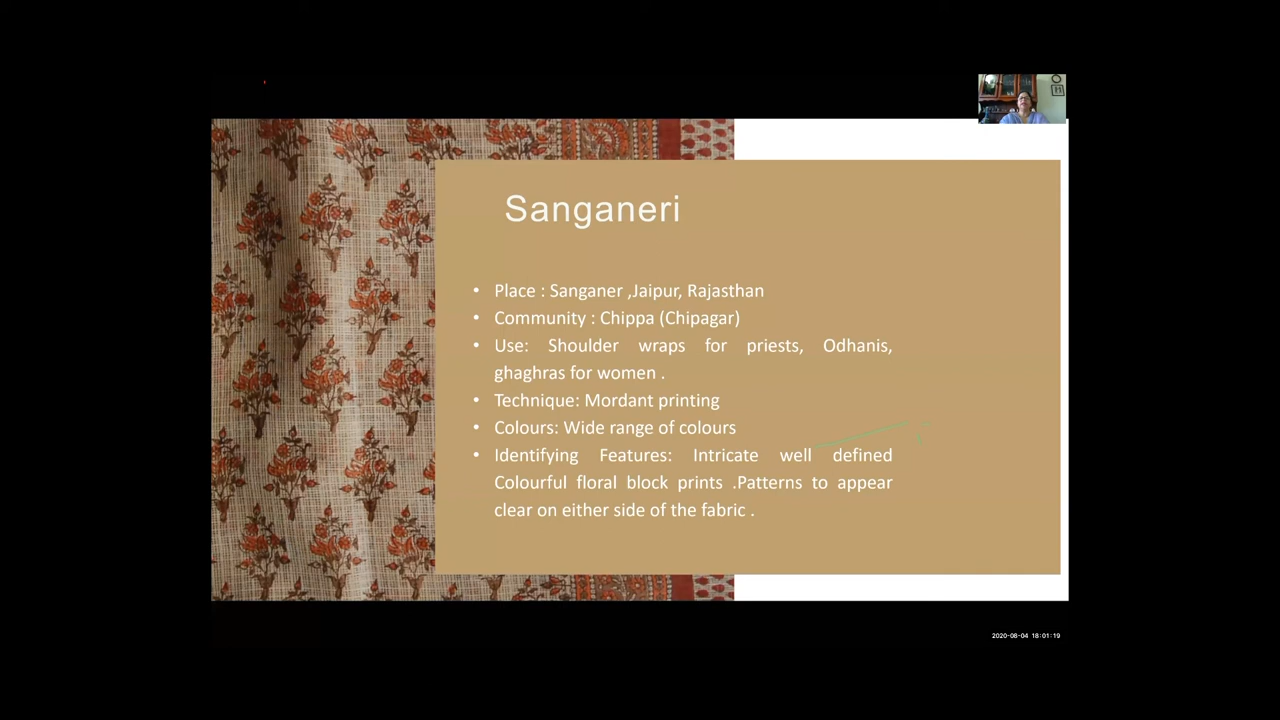 Sanganeri
• Place : Sanganer ,Jaipur, Rajasthan
• Community : Chippa (Chipagar)
• Use: Shoulder wraps for priests, Odhanis,
ghaghras for women .
• Technique: Mordant printing
• Colours: Wide range of colours
• Identifying Features: Intricate well defined
Colourful floral block prints .Patterns to appear
clear on either side of the fabric .
2020-08-04 18:01:19